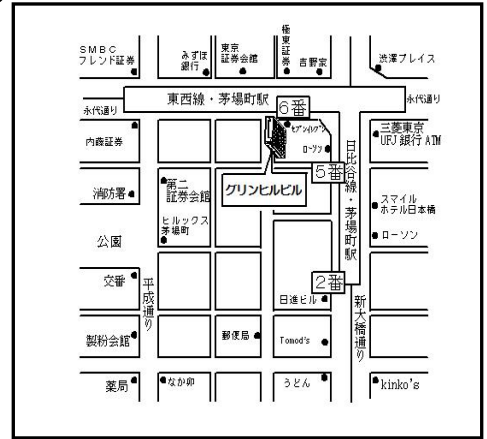 SMBC
フレンド証券
みずほ
銀行
東京
証券会館
極東証券
吉野家
渋澤プレイス
永代通り
東西線・茅場町駅
6番
永代通り
内藤証券
セブンイレブン
ローソン
三菱東京
UFJ銀行ATM
5番
日比谷線・茅場町駅
消防署
第二
証券会館
グリンヒルビル
スマイル
ホテル日本橋
ヒルックス
茅場町
ローソン
公園
交番
平成通り
2番
日進ビル
新大橋通り
製粉会館
郵便局
Tomod's
薬局
なか卯
うどん
kinko's